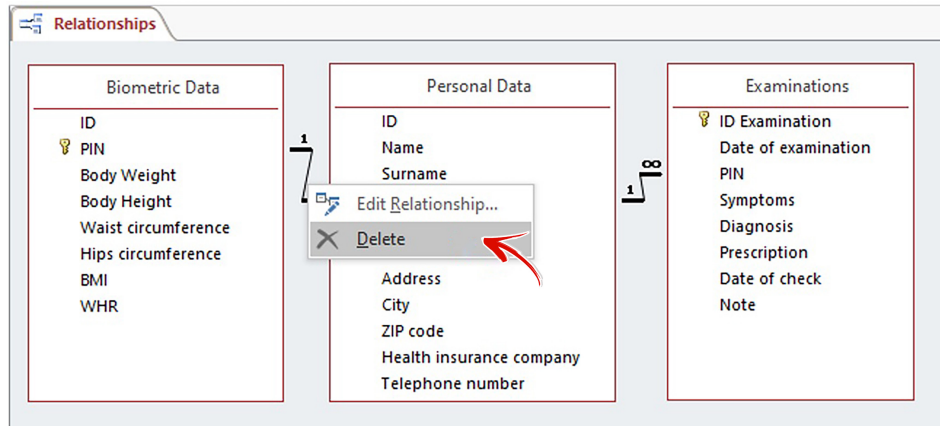 Relationships
Biometric Data
ID
PIN
Body Weight
Body Height
Waist circumference
Hips circumference
BMI
WHR
1
Personal Data
ID
Name
Surname
Edit Relationship...
Delete
Address
City
ZIP code
Health insurance company
Telephone number
1
∞
Examinations
ID Examination
Date of examination
PIN
Symptoms
Diagnosis
Prescription
Date of check
Note